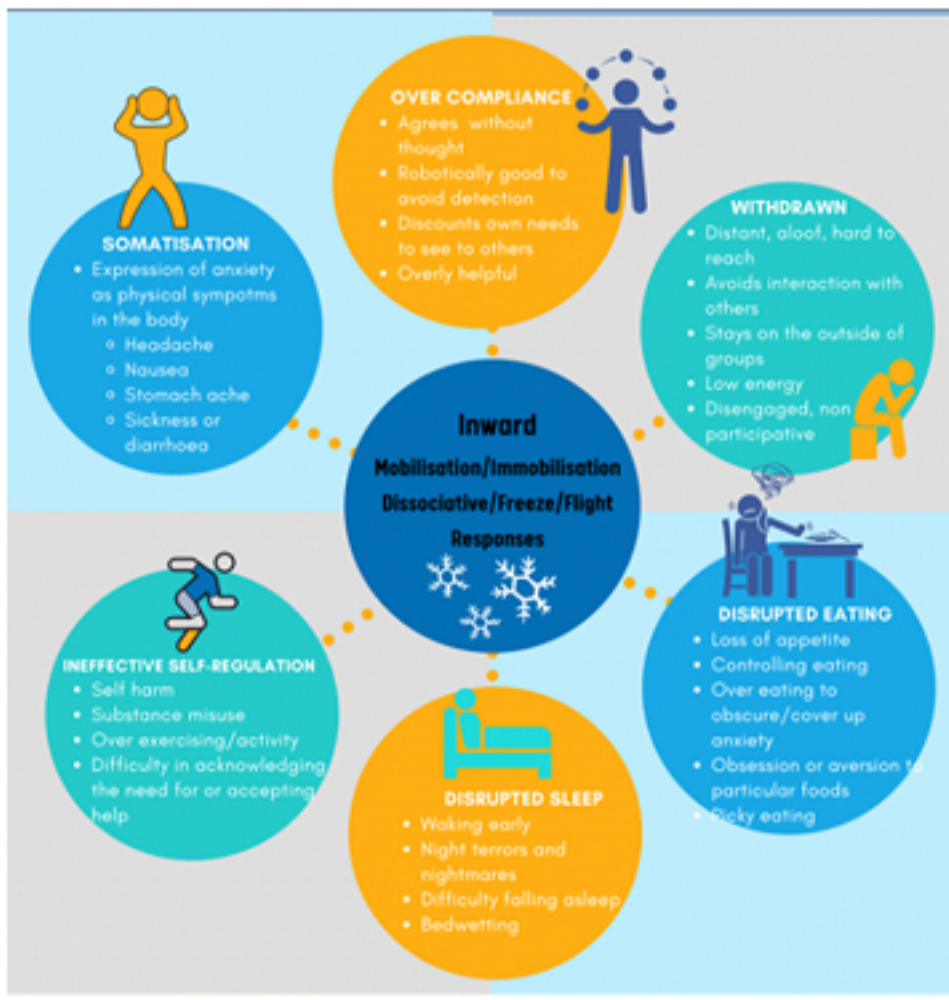 OVER COMPLIANCE
• Agrees without
thought
• Robotically good to
avoid detection
• Discounts own needs
to see to others
• Overly helpful
WITHDRAWN
• Distant, aloof, hard to
reach
• Avoids interaction with
others
• Stays on the outside of
groups
• Low energy
• Disengaged, non
participative
SOMATISATION
• Expression of anxiety
as physical sympotms
in the body
◦ Headache
◦ Nausea
◦ Stomach ache
◦ Sickness or
diarrhoea
Inward
Mobilisation/Immobilisation
Dissociative/Freeze/Flight
Responses
DISRUPTED EATING
• Loss of appetite
• Controlling eating
• Over eating to
obscure/cover up
anxiety
• Obsession or aversion to
particular foods
• Picky eating
INEFFECTIVE SELF-REGULATION
• Self harm
• Substance misuse
• Over exercising/activity
• Difficulty in acknowledging
the need for or accepting
help
DISRUPTED SLEEP
• Waking early
• Night terrors and
nightmares
• Difficulty falling asleep
• Bedwetting